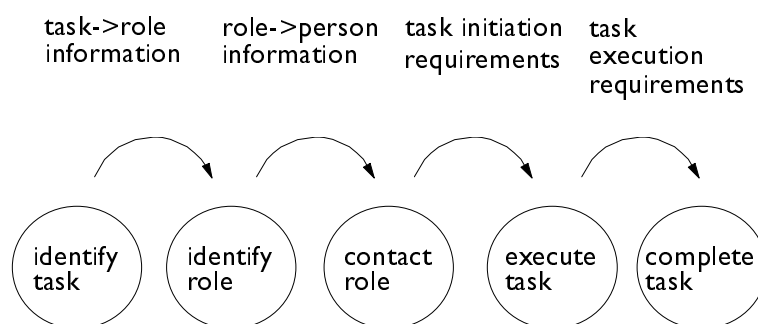 task->role
information
role->person
information
task initiation
requirements
task
execution
requirements
identify
task
identify
role
contact
role
execute
task
complete
task